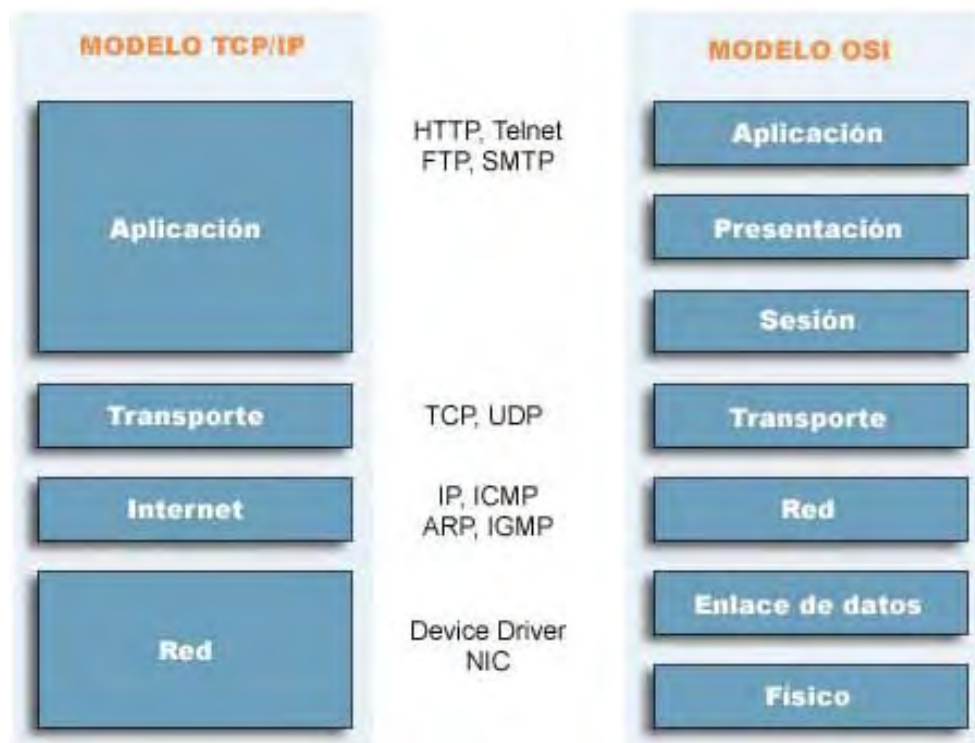 MODELO TCP/IP
Aplicación
Transporte
Internet
Red
HTTP, Telnet
FTP, SMTP
TCP, UDP
IP, ICMP
ARP, IGMP
Device Driver
NIC
MODELO OSI
Aplicación
Presentación
Sesión
Transporte
Red
Enlace de datos
Físico